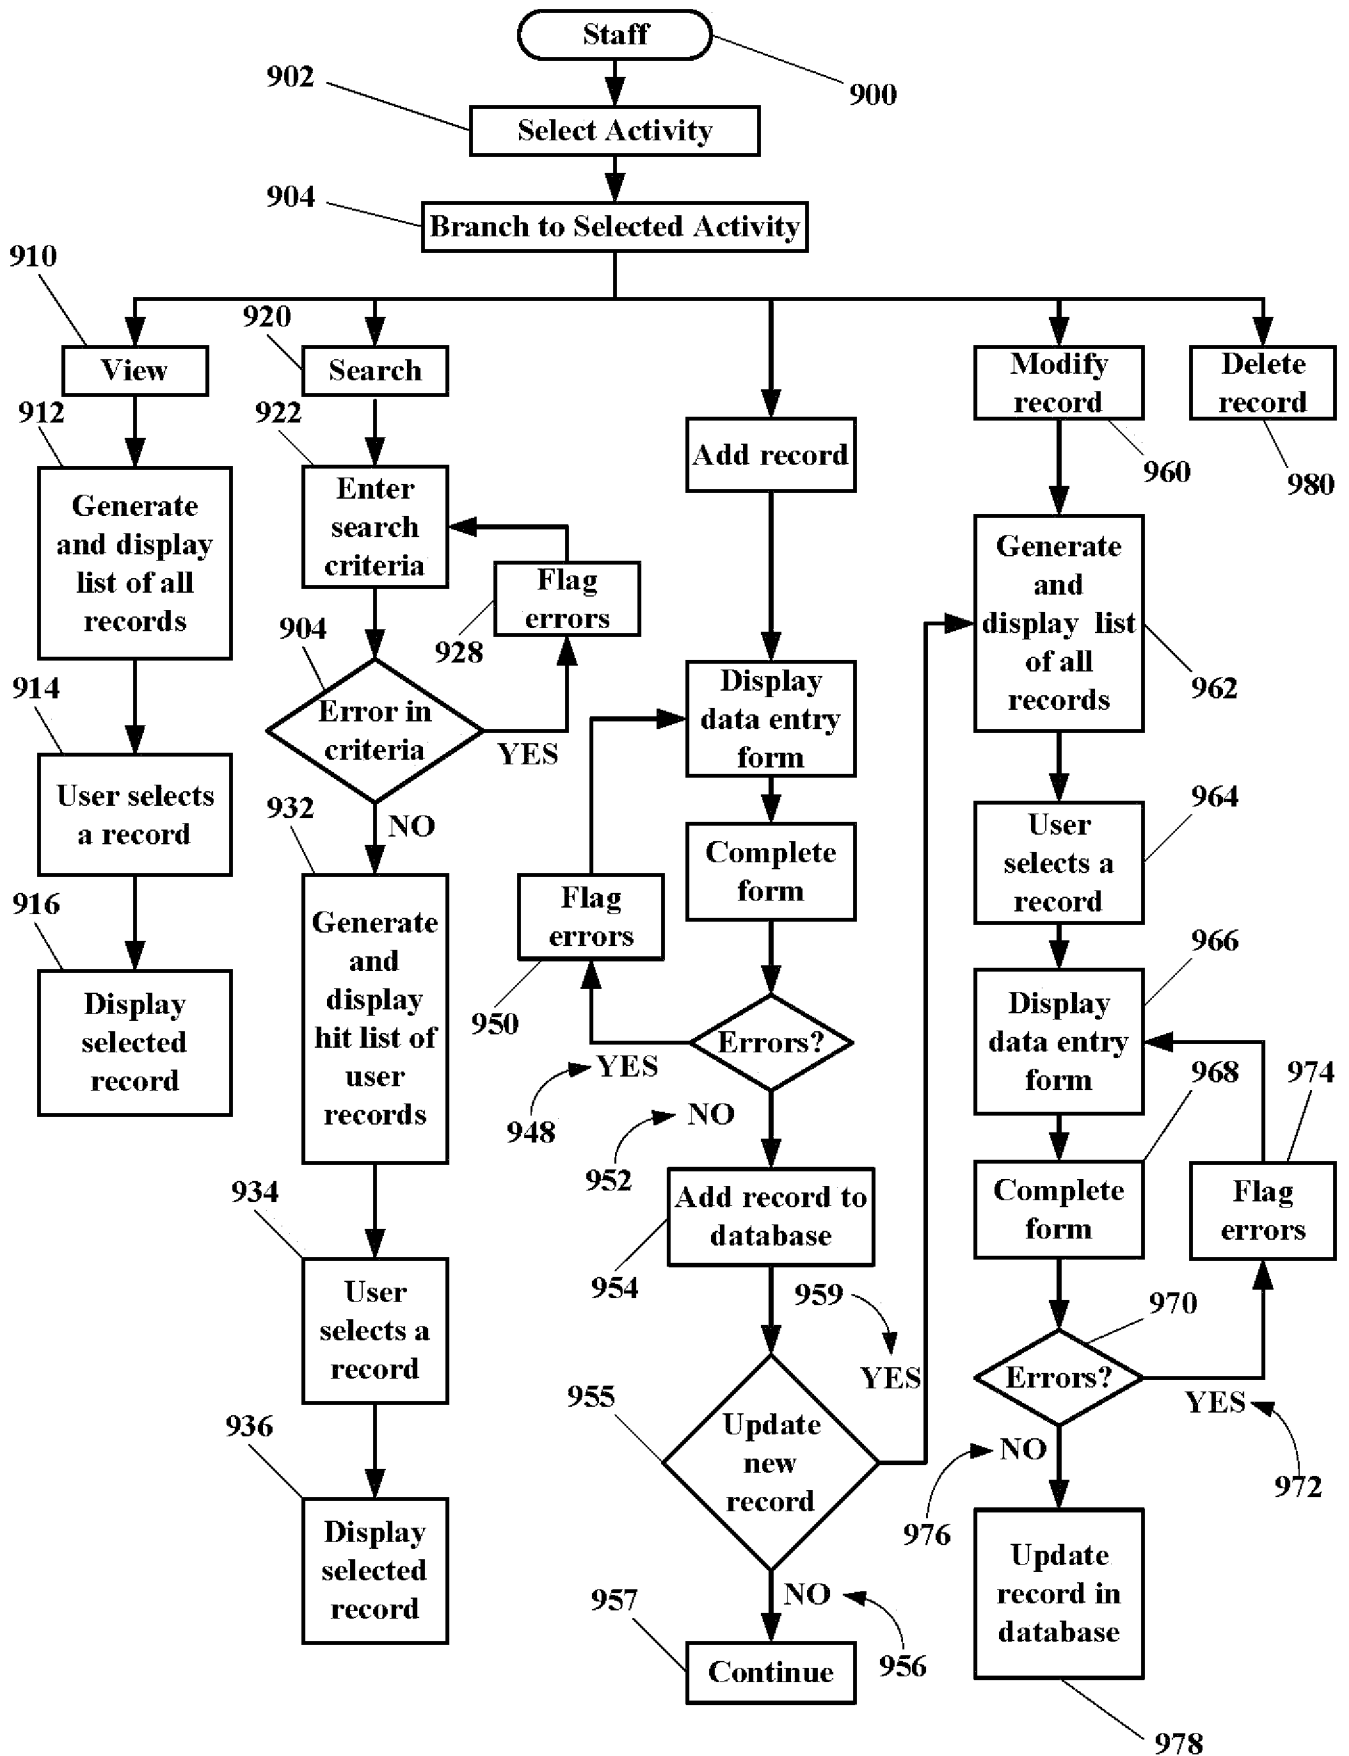 Staff
900
902
Select Activity
904
Branch to Selected Activity
910
View
912
Generate
and display
list of all
records
914
User selects
a record
916
Display
selected
record
920
Search
922
Enter
search
criteria
Flag
errors
928
904
Error in
criteria
YES
NO
932
Generate
and
display
hit list of
user
records
934
User
selects a
record
936
Display
selected
record
Add record
Display
data entry
form
Complete
form
Flag
errors
950
Errors?
YES
948
NO
952
Add record to
database
954
959
YES
955
Update
new
record
NO
956
957
Continue
Modify
record
960
Generate
and
display list
of all
records
962
964
User
selects a
record
966
Display
data entry
form
968
Complete
form
974
Flag
errors
970
Errors?
YES
972
NO
976
Update
record in
database
978
Delete
record
980